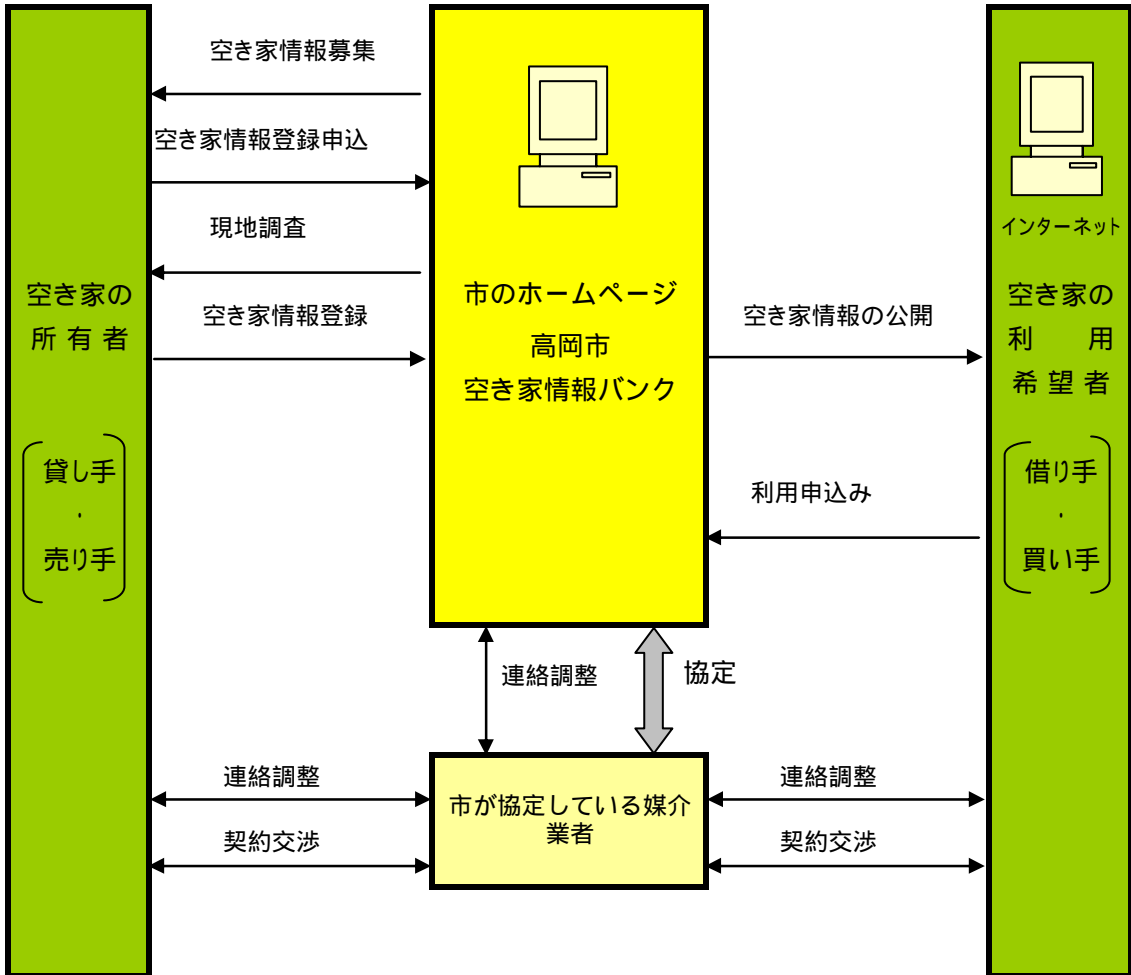 空き家情報募集
空き家情報登録申込
現地調査
空き家情報登録
空き家の
所有者
貸し手
・
売り手
市のホームページ
高岡市
空き家情報バンク
空き家情報の公開
利用申込み
インターネット
空き家の
利用
希望者
借り手
・
買い手
連絡調整
協定
連絡調整
契約交渉
市が協定している媒介
業者
連絡調整
契約交渉